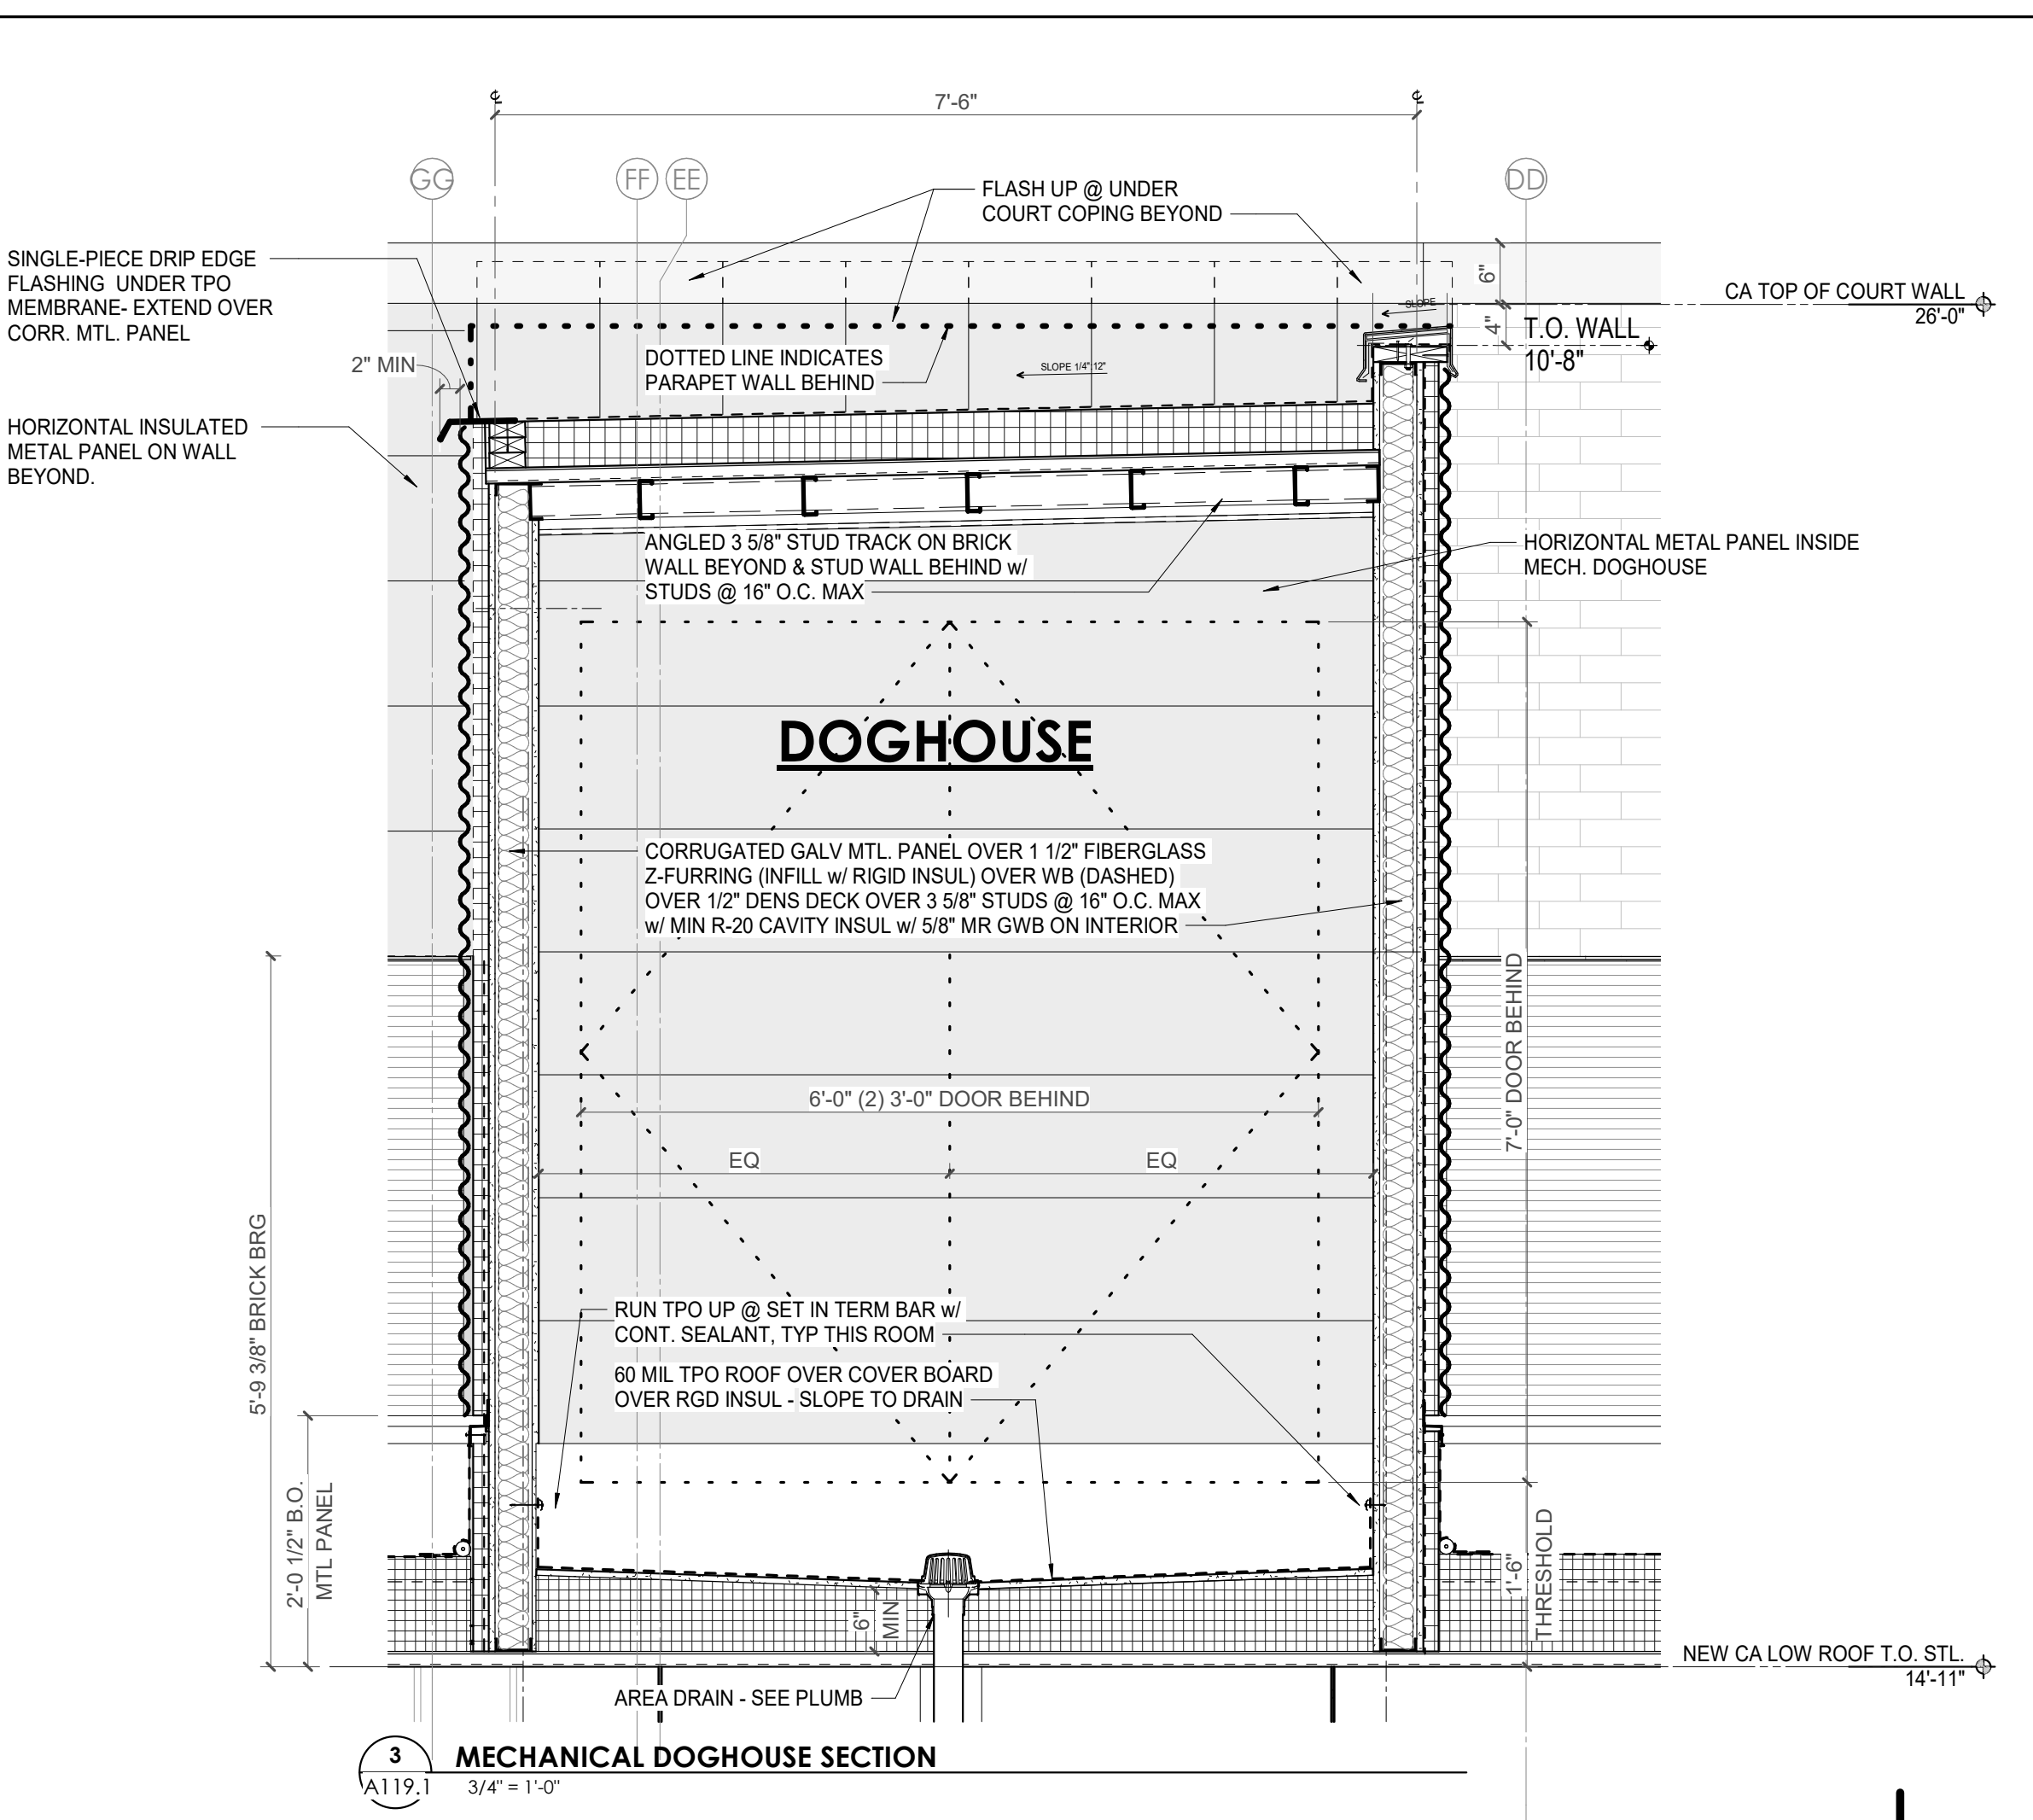 7'-6"
GG
FF
EE
DD
FLASH UP @ UNDER
COURT COPING BEYOND
SINGLE-PIECE DRIP EDGE
FLASHING UNDER TPO
MEMBRANE- EXTEND OVER
CORR. MTL. PANEL
6"
CA TOP OF COURT WALL
26'-0"
SLOPE
4"
T.O. WALL
10'-8"
2" MIN
DOTTED LINE INDICATES
PARAPET WALL BEHIND
SLOPE 1/4":12"
HORIZONTAL INSULATED
METAL PANEL ON WALL
BEYOND.
ANGLED 3 5/8" STUD TRACK ON BRICK
WALL BEYOND & STUD WALL BEHIND w/
STUDS @ 16" O.C. MAX
HORIZONTAL METAL PANEL INSIDE
MECH. DOGHOUSE
DOGHOUSE
CORRUGATED GALV MTL. PANEL OVER 1 1/2" FIBERGLASS
Z-FURRING (INFILL w/ RIGID INSUL) OVER WB (DASHED)
OVER 1/2" DENS DECK OVER 3 5/8" STUDS @ 16" O.C. MAX
w/ MIN R-20 CAVITY INSUL w/ 5/8" MR GWB ON INTERIOR
7'-0" DOOR BEHIND
6'-0" (2) 3'-0" DOOR BEHIND
EQ
EQ
5'-9 3/8" BRICK BRG
RUN TPO UP @ SET IN TERM BAR w/
CONT. SEALANT, TYP THIS ROOM
60 MIL TPO ROOF OVER COVER BOARD
OVER RGD INSUL - SLOPE TO DRAIN
2'-0 1/2" B.O.
MTL PANEL
6"
MIN
1'-6"
THRESHOLD
NEW CA LOW ROOF T.O. STL.
14'-11"
AREA DRAIN - SEE PLUMB
3
A119.1
MECHANICAL DOGHOUSE SECTION
3/4" = 1'-0"